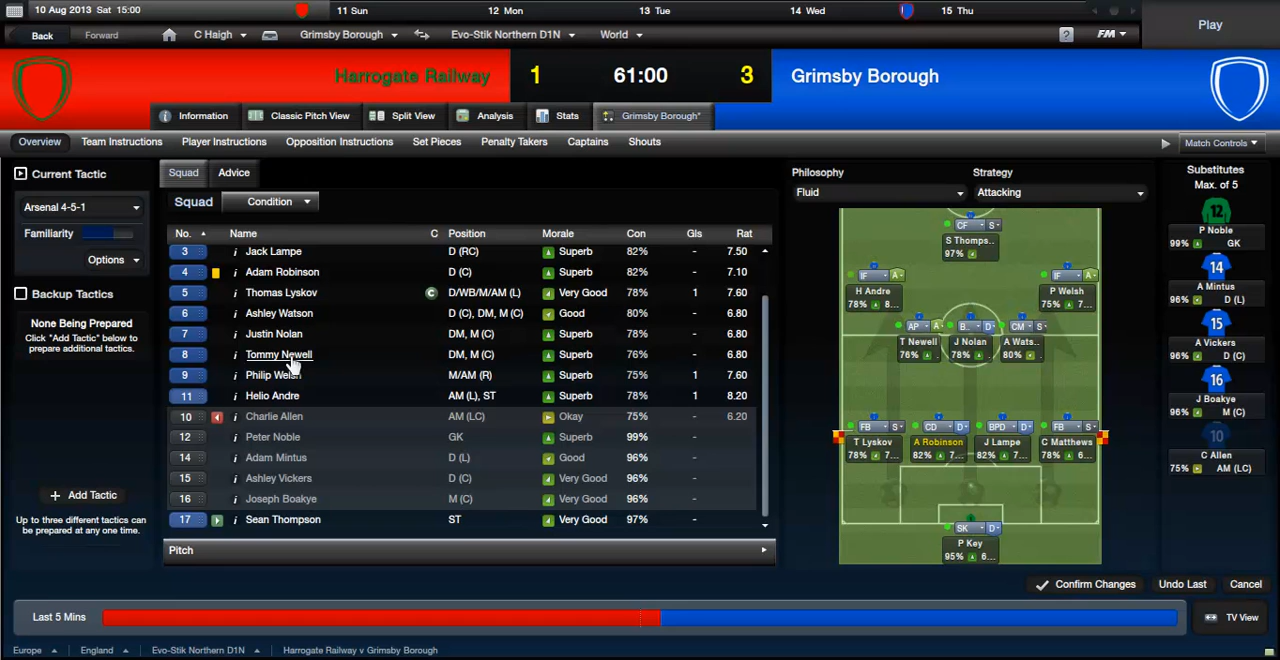 10 Aug 2013 Sat 15:00 11 Sun 12 Mon 13 Tue 14 Wed 15 Thu
Back Forward C Haigh Grimsby Borough Evo-Stik Northern D1N World ? FM Play
Harrogate Railway 1 61:00 3 Grimsby Borough
Information Classic Pitch View Split View Analysis Stats Grimsby Borough*
Overview Team Instructions Player Instructions Opposition Instructions Set Pieces Penalty Takers Captains Shouts Match Controls
Current Tactic
Arsenal 4-5-1
Familiarity
Options
Backup Tactics
None Being Prepared
Click "Add Tactic" below to
prepare additional tactics.
+ Add Tactic
Up to three different tactics can
be prepared at any one time.
Squad Advice
Squad Condition
No. Name C Position Morale Con Gls Rat
3 i Jack Lampe D (RC) Superb 82% - 7.50
4 i Adam Robinson D (C) Superb 82% - 7.10
5 i Thomas Lyskov C D/WB/M/AM (L) Very Good 78% 1 7.60
6 i Ashley Watson D (C), DM, M (C) Good 80% - 6.80
7 i Justin Nolan DM, M (C) Superb 78% - 6.80
8 i Tommy Newell DM, M (C) Superb 76% - 6.80
9 i Philip Welsh M/AM (R) Superb 75% 1 7.60
11 i Helio Andre AM (L), ST Superb 78% 1 8.20
10 i Charlie Allen AM (LC) Okay 75% - 6.20
12 i Peter Noble GK Superb 99% -
14 i Adam Mintus D (L) Good 96% -
15 i Ashley Vickers D (C) Very Good 96% -
16 i Joseph Boakye M (C) Very Good 96% -
17 i Sean Thompson ST Very Good 97% -
Pitch
Philosophy Strategy
Fluid Attacking
CF S
S Thomps..
97%
IF A IF A
H Andre P Welsh
78% 8... 75% 7...
AP A B.. D CM S
T Newell J Nolan A Wats..
76% . 78% . 80% .
FB S CD D BPD D FB S
T Lyskov A Robinson J Lampe C Matthews
78% 7... 82% 7... 82% 7... 78% 6...
SK D
P Key
95% 6...
Substitutes
Max. of 5
12
P Noble
99% GK
14
A Mintus
96% D (L)
15
A Vickers
96% D (C)
16
J Boakye
96% M (C)
10
C Allen
75% AM (LC)
Confirm Changes Undo Last Cancel
Last 5 Mins TV View
Europe England Evo-Stik Northern D1N Harrogate Railway v Grimsby Borough